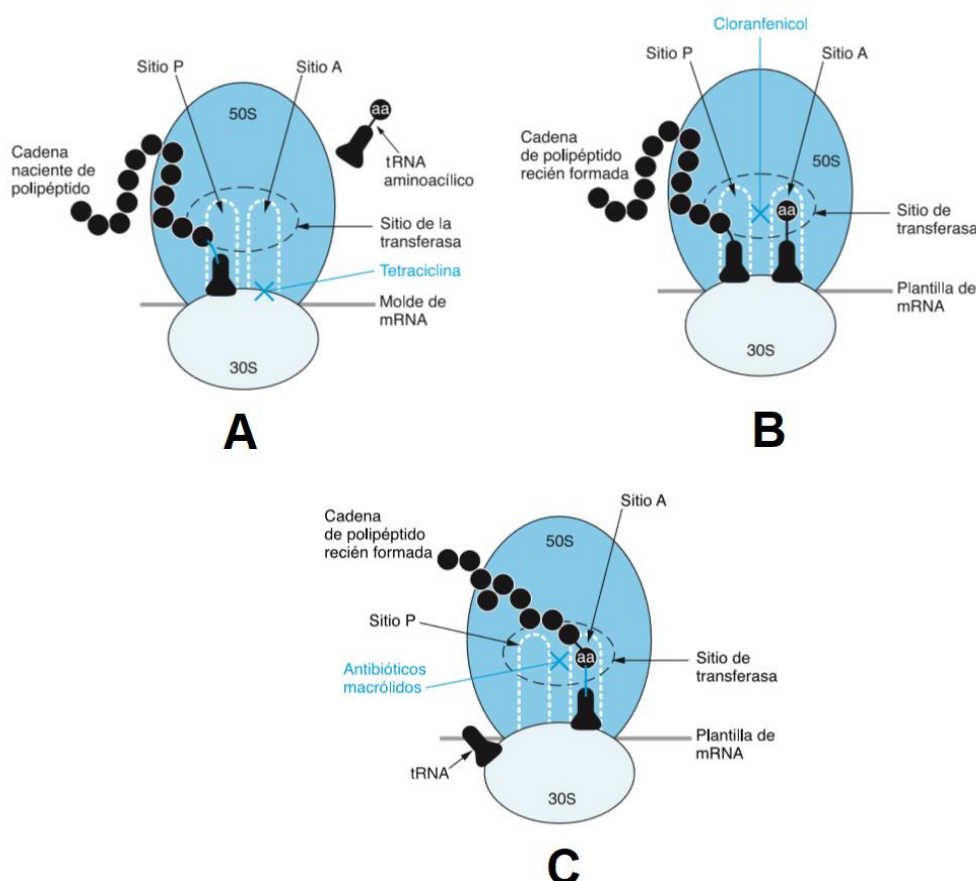 Sitio P
Sitio A
50S
aa
tRNA
aminoacílico
Cadena
naciente de
polipéptido
Sitio de la
transferasa
Tetraciclina
Molde de
mRNA
30S
A
Cloranfenicol
Sitio P
Sitio A
50S
Cadena
de polipéptido
recién formada
aa
Sitio de
transferasa
Plantilla de
mRNA
30S
B
Cadena
de polipéptido
recién formada
Sitio A
50S
Sitio P
aa
Antibióticos
macrólidos
Sitio de
transferasa
Plantilla de
mRNA
tRNA
30S
C